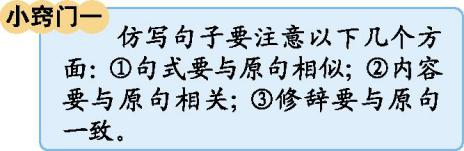 小窍门一
仿写句子要注意以下几个方
面：①句式要与原句相似；②内容
要与原句相关；③修辞要与原句
一致。